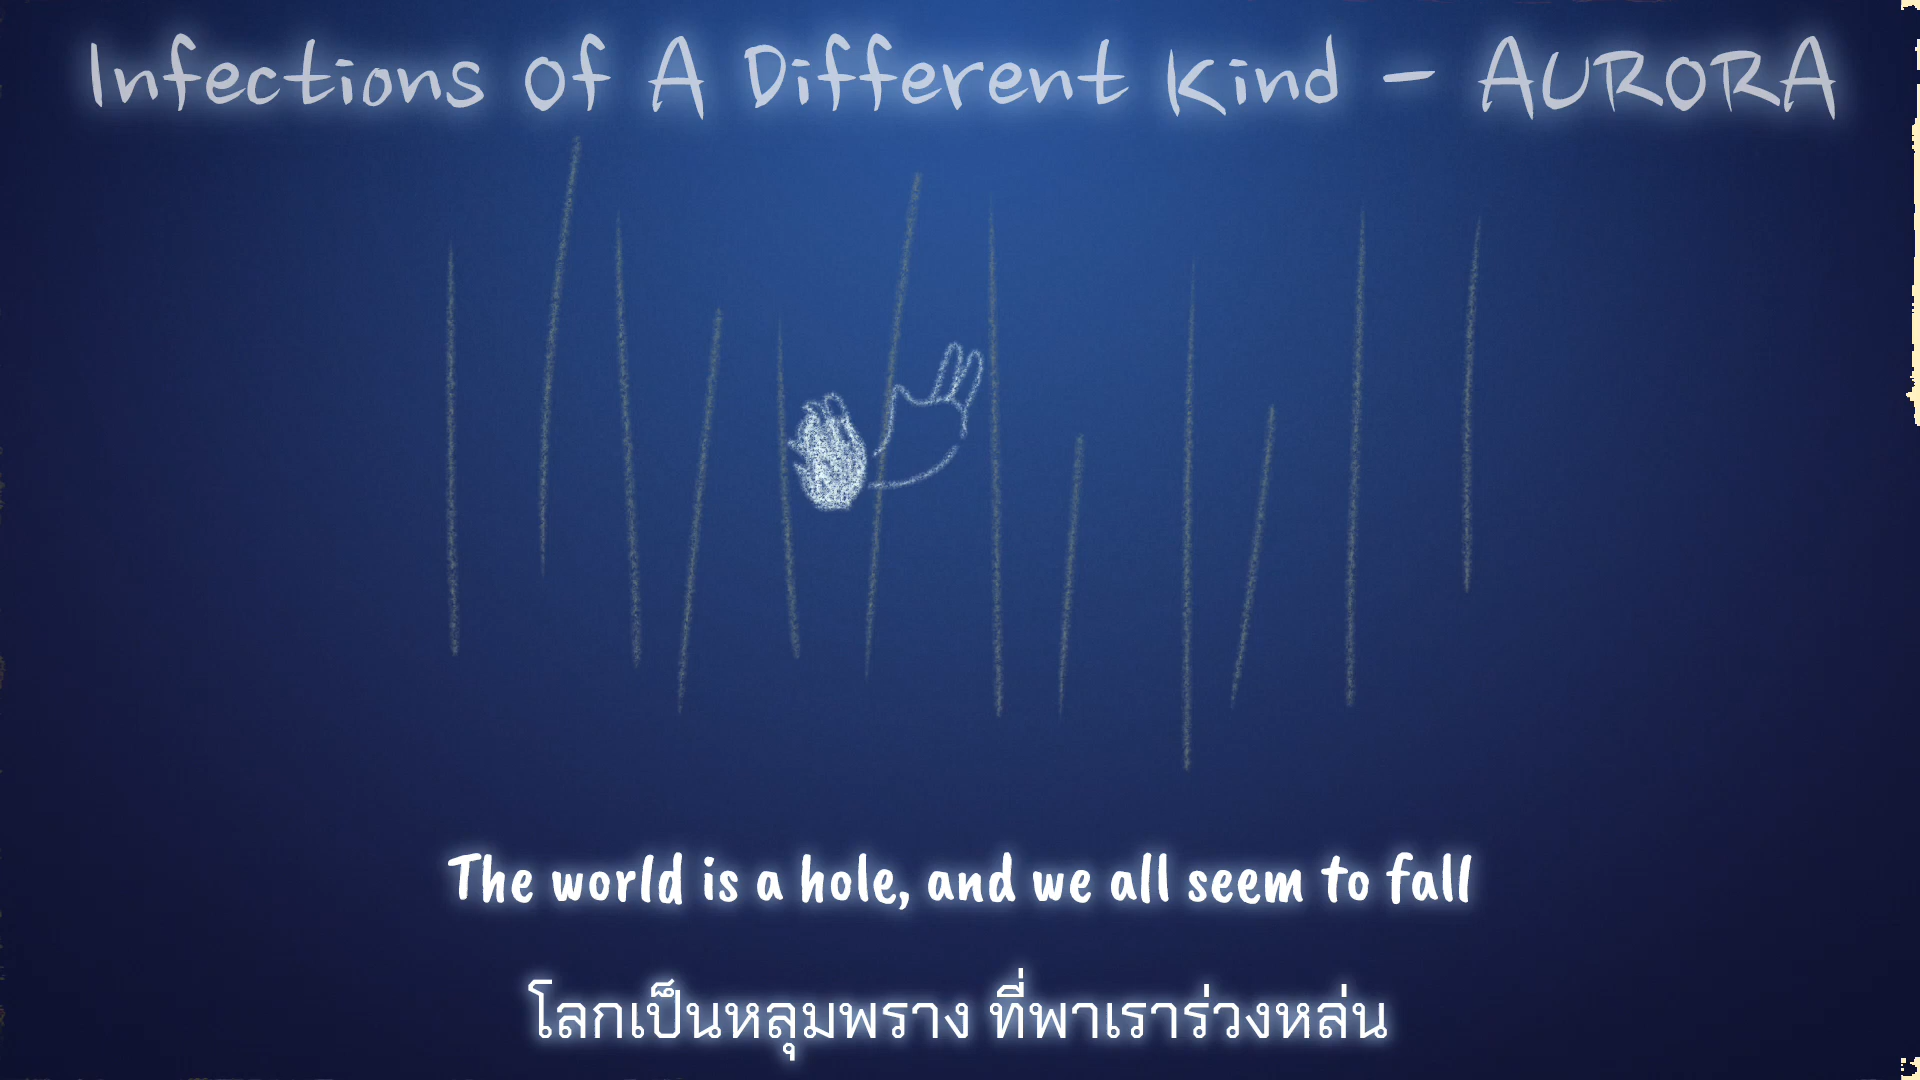 Infections Of A Different Kind - AURORA
The world is a hole, and we all seem to fall
โลกเป็นหลุมพราง ที่พาเราร่วงหล่น